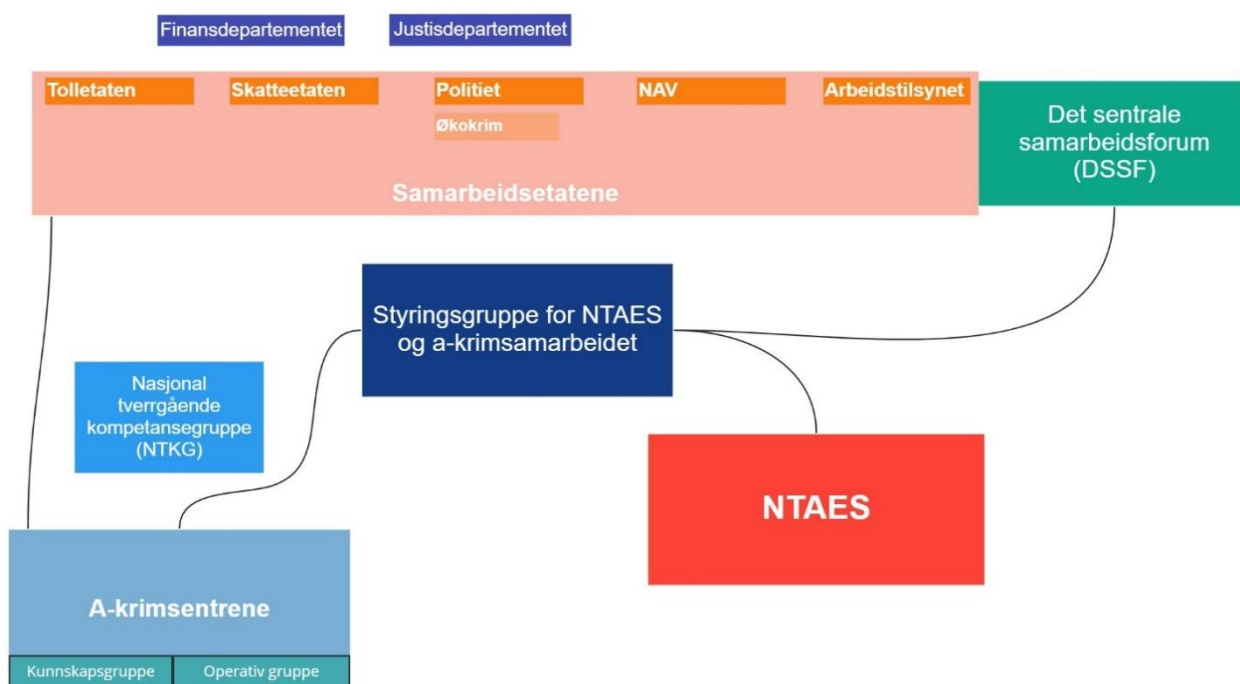 Finansdepartementet
Justisdepartementet
Tolletaten
Skatteetaten
Politiet
NAV
Arbeidstilsynet
Økokrim
Samarbeidsetatene
Det sentrale
samarbeidsforum
(DSSF)
Styringsgruppe for NTAES
og a-krimsamarbeidet
Nasjonal
tverrgående
kompetansegruppe
(NTKG)
NTAES
A-krimsentrene
Kunnskapsgruppe
Operativ gruppe